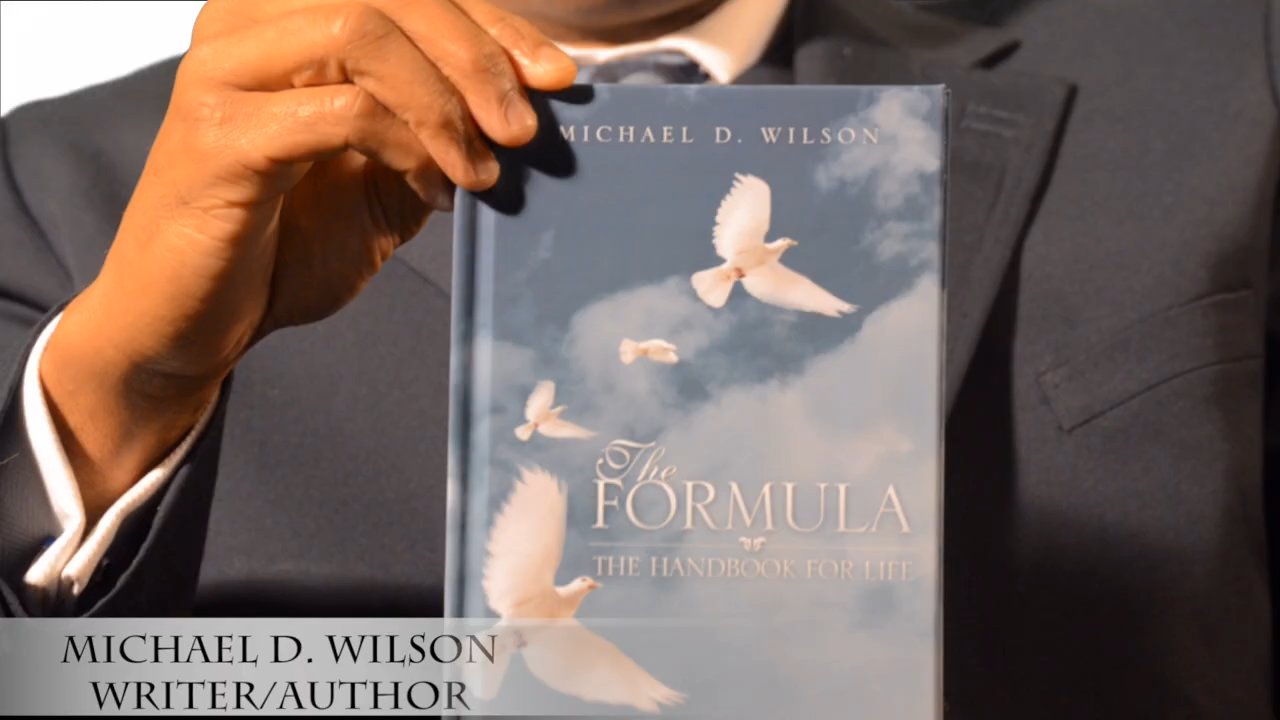 MICHAEL D. WILSON
The
FORMULA
THE HANDBOOK FOR LIFE
MICHAEL D. WILSON
WRITER/AUTHOR